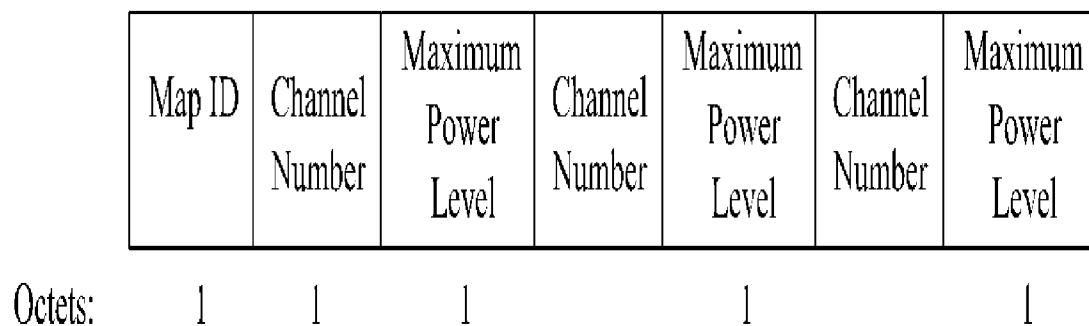 Map ID
Channel
Number
Maximum
Power
Level
Channel
Number
Maximum
Power
Level
Channel
Number
Maximum
Power
Level
Octets: 1 1 1 1 1